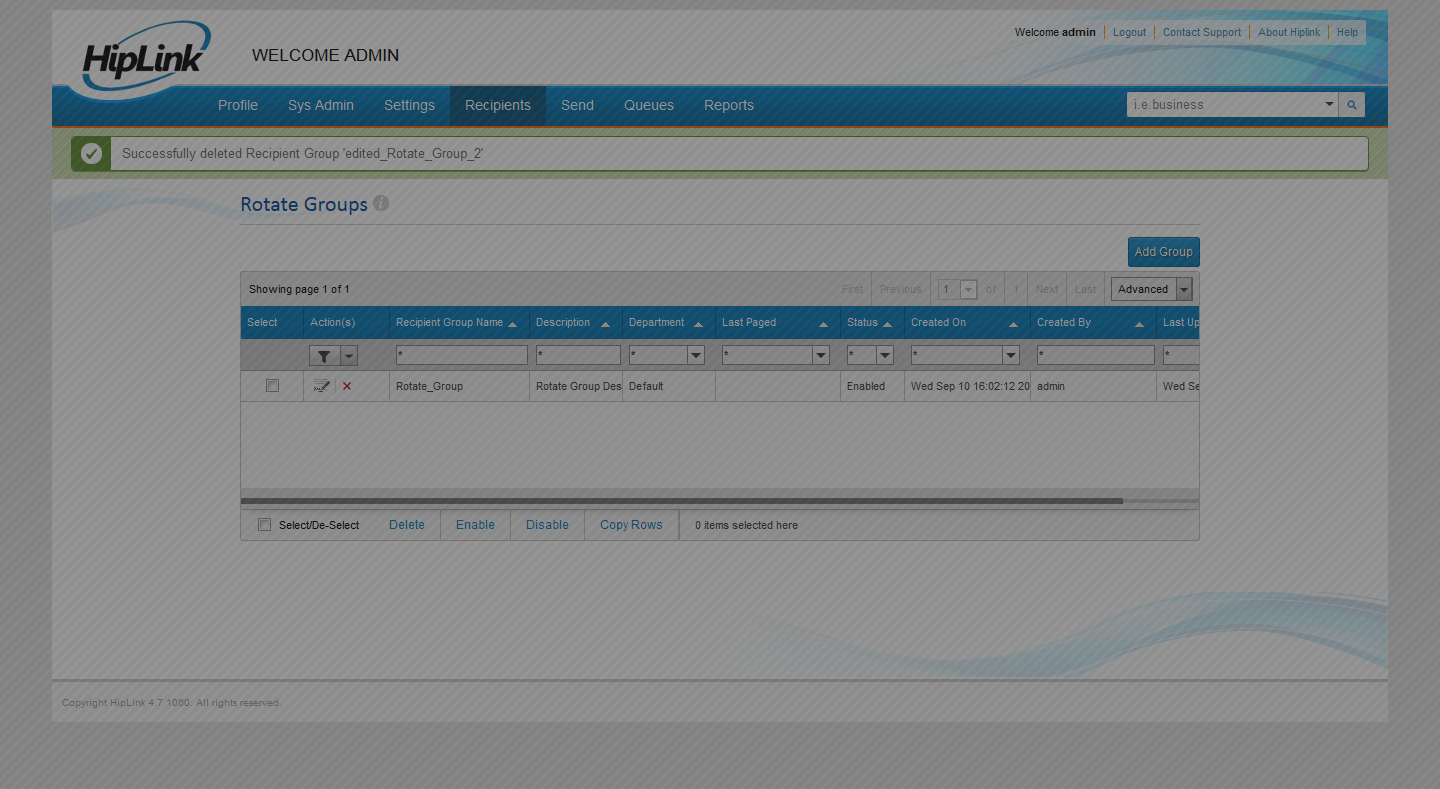 HipLink
WELCOME ADMIN
Welcome admin Logout Contact Support About Hiplink Help
Profile Sys Admin Settings Recipients Send Queues Reports i.e.business
Successfully deleted Recipient Group 'edited_Rotate_Group_2'
Rotate Groups i
Add Group
Showing page 1 of 1 First Previous 1 of 1 Next Last Advanced
Select Action(s) Recipient Group Name Description Department Last Paged Status Created On Created By Last Up
* * * * * * * *
Rotate_Group Rotate Group Des Default Enabled Wed Sep 10 16:02:12 20 admin Wed Se
Select/De-Select Delete Enable Disable Copy Rows 0 items selected here
Copyright HipLink 4.7.1080. All rights reserved.